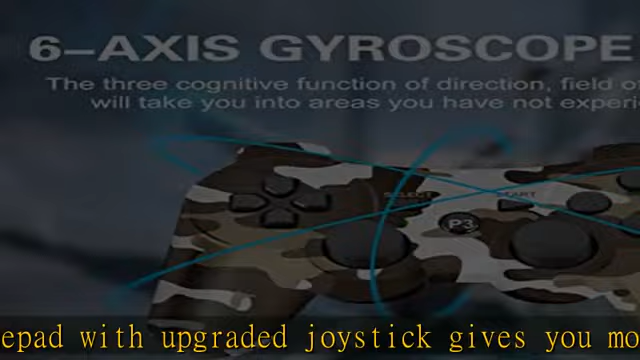 6-AXIS GYROSCOPE
The three cognitive function of direction, field o
will take you into areas you have not experi
SELECT START
P3
epad with upgraded joystick gives you mo